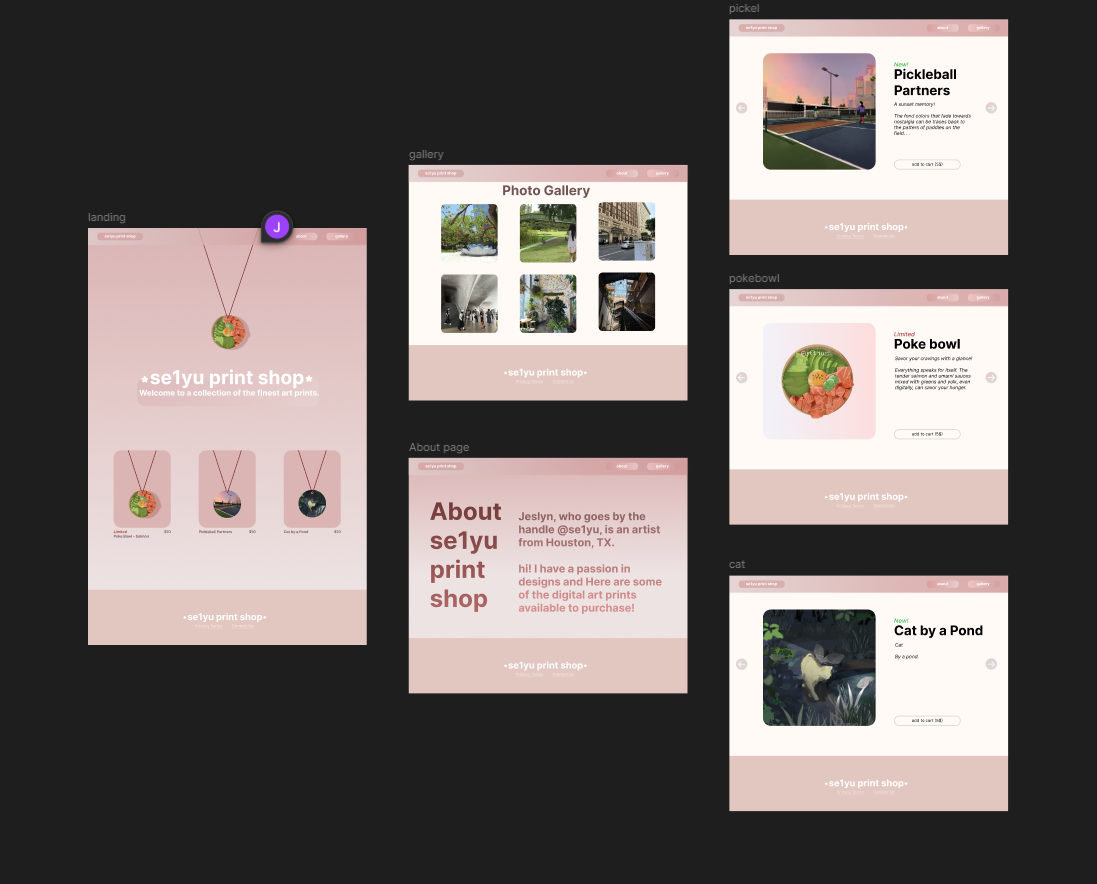 landing
J
se1yu print shop
about
gallery
★se1yu print shop★
Welcome to a collection of the finest art prints.
Limited
$20
Poke Bowl - Salmon
Pickleball Partners
$20
Cat by a Pond
$20
•se1yu print shop•
gallery
se1yu print shop
about
gallery
Photo Gallery
•se1yu print shop•
About page
se1yu print shop
about
gallery
About
se1yu
print
shop
Jeslyn, who goes by the
handle @se1yu, is an artist
from Houston, TX.
hi! I have a passion in
designs and Here are some
of the digital art prints
available to purchase!
•se1yu print shop•
pickel
se1yu print shop
about
gallery
New!
Pickleball
Partners
A sunset memory!
The fond colors that fade towards
nostalgia can be traces back to
the pattern of paddles on the
field. . .
add to cart (5$)
•se1yu print shop•
pokebowl
se1yu print shop
about
gallery
Limited
Poke bowl
Savor your cravings with a glance!
Everything speaks for itself. The
tender salmon and umami sauces
mixed with greens and yolk, even
digitally, can savor your hunger.
add to cart (5$)
•se1yu print shop•
cat
se1yu print shop
about
gallery
New!
Cat by a Pond
Cat
By a pond.
add to cart (5$)
•se1yu print shop•